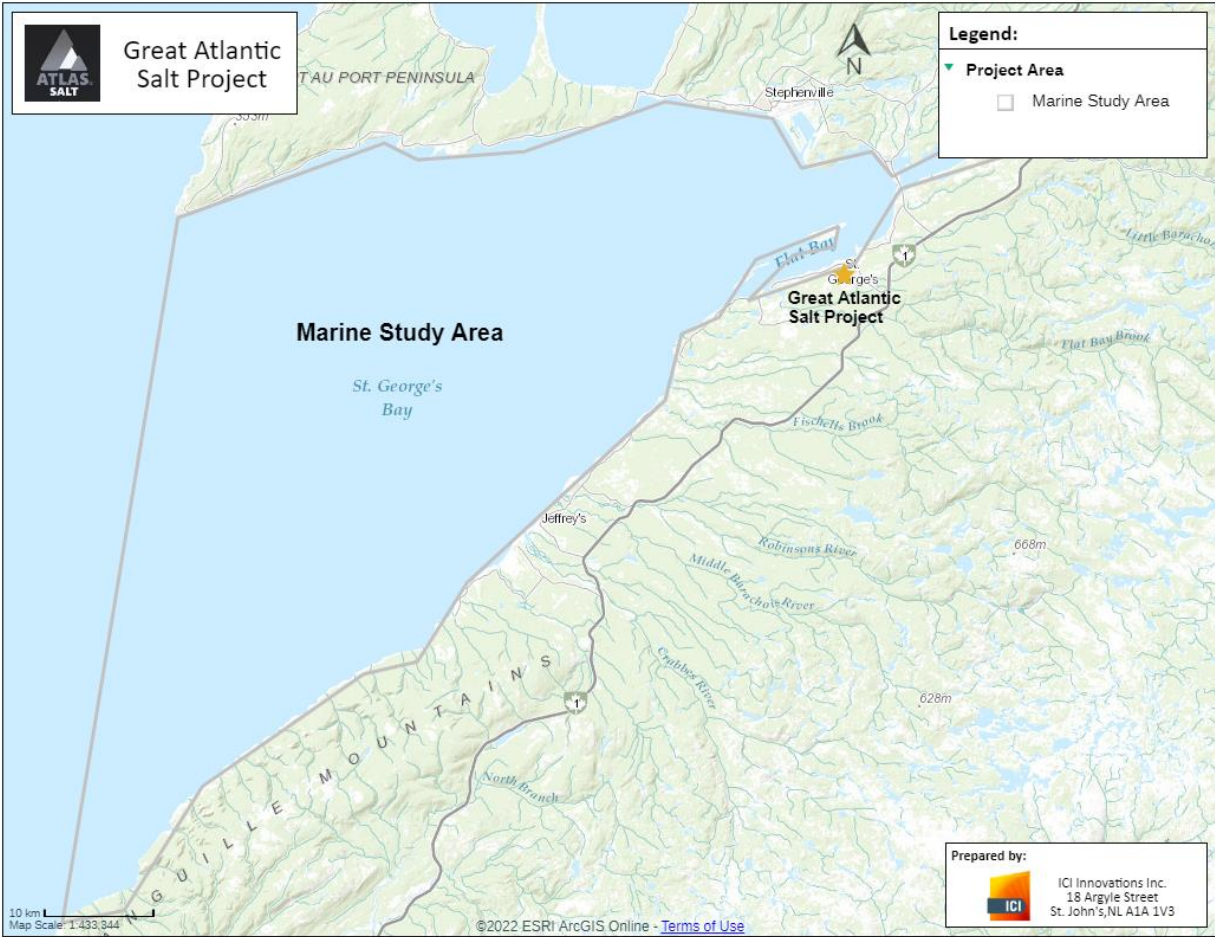 ATLAS
SALT
Great Atlantic
Salt Project
T AU PORT PENINSULA
353m
N
Stephenville
Legend:
Project Area
Marine Study Area
Little Barachois
1
Flat Bay
St.
George's
Great Atlantic
Salt Project
Marine Study Area
Flat Bay Brook
St. George's
Bay
Fischells Brook
Jeffrey's
Robinsons River
668m
Middle Barachois River
Crabbes River
628m
1
NGUILLE MOUNTAINS
North Branch
Prepared by:
ICI
ICI Innovations Inc.
18 Argyle Street
St. John's,NL A1A 1V3
10 km
Map Scale: 1:433,344
©2022 ESRI ArcGIS Online - Terms of Use